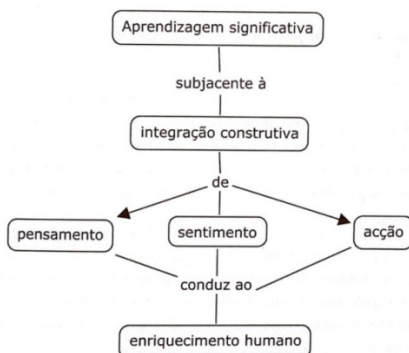 Aprendizagem significativa
subjacente à
integração construtiva
de
pensamento
sentimento
acção
conduz ao
enriquecimento humano